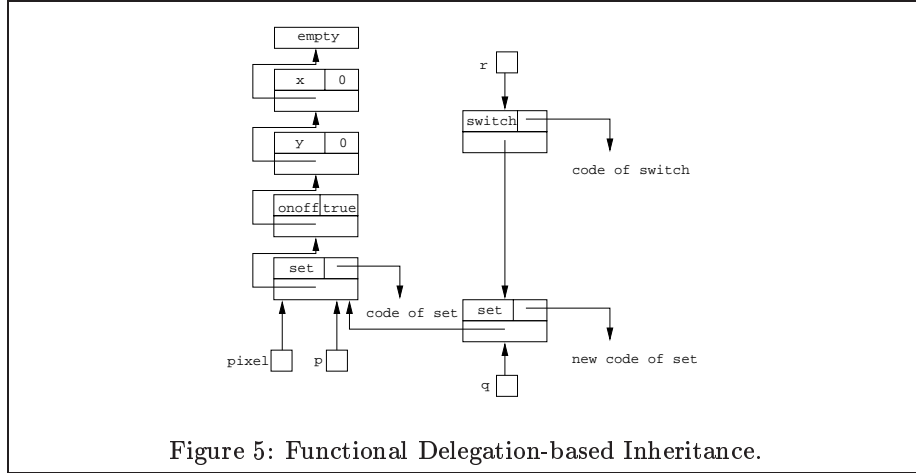 empty
x 0
y 0
onoff true
set
code of set
pixel
p
r
switch
code of switch
set
new code of set
q
Figure 5: Functional Delegation-based Inheritance.